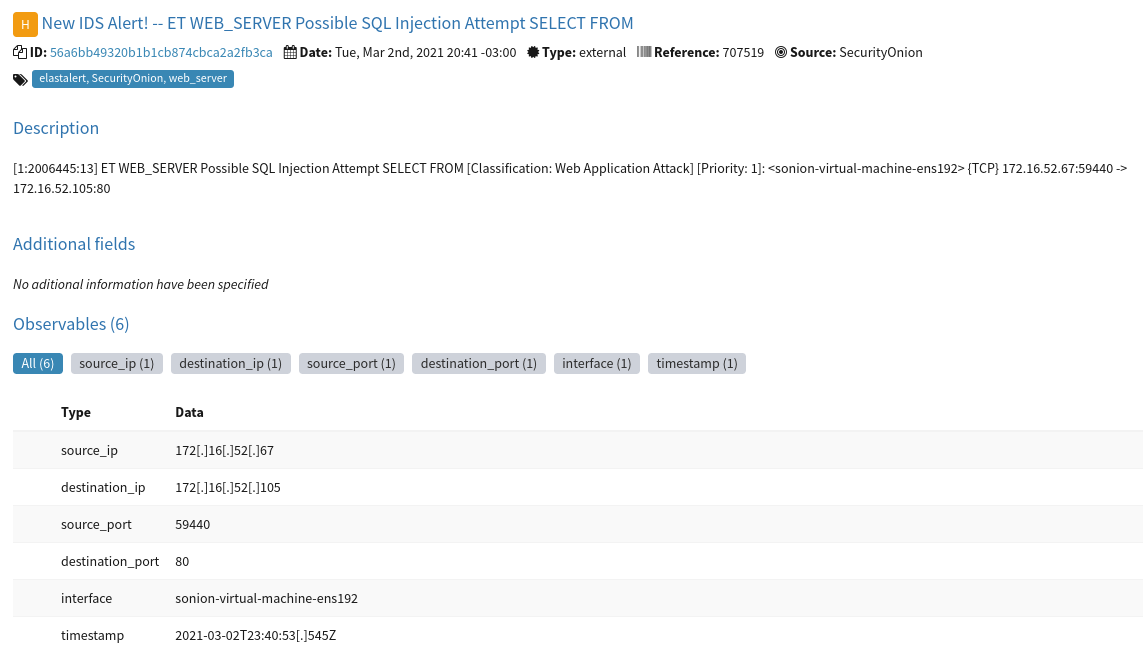 H New IDS Alert! -- ET WEB_SERVER Possible SQL Injection Attempt SELECT FROM
ID: 56a6bb49320b1b1cb874cbca2a2fb3ca Date: Tue, Mar 2nd, 2021 20:41 -03:00 Type: external Reference: 707519 Source: SecurityOnion
elastalert, SecurityOnion, web_server
Description
[1:2006445:13] ET WEB_SERVER Possible SQL Injection Attempt SELECT FROM [Classification: Web Application Attack] [Priority: 1]: <sonion-virtual-machine-ens192> {TCP} 172.16.52.67:59440 ->
172.16.52.105:80
Additional fields
No aditional information have been specified
Observables (6)
All (6) source_ip (1) destination_ip (1) source_port (1) destination_port (1) interface (1) timestamp (1)
Type Data
source_ip 172[.]16[.]52[.]67
destination_ip 172[.]16[.]52[.]105
source_port 59440
destination_port 80
interface sonion-virtual-machine-ens192
timestamp 2021-03-02T23:40:53[.]545Z